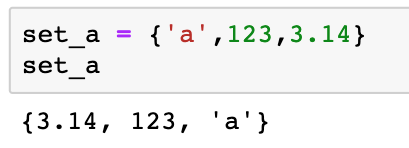 set_a = {'a',123,3.14}
set_a
{3.14, 123, 'a'}